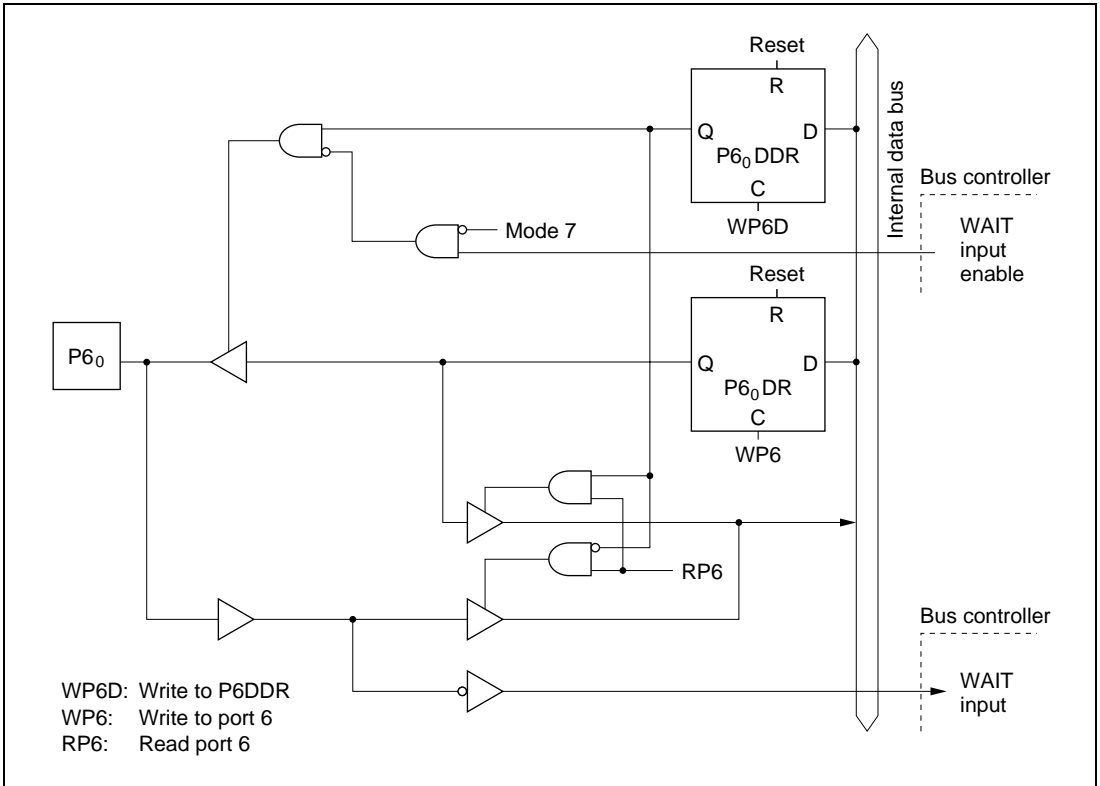 Reset
R
Q D
P6₀DDR
C
WP6D
Internal data bus
Bus controller
WAIT
input
enable
Mode 7
Reset
R
P6₀
Q D
P6₀DR
C
WP6
RP6
Bus controller
WAIT
input
WP6D: Write to P6DDR
WP6: Write to port 6
RP6: Read port 6